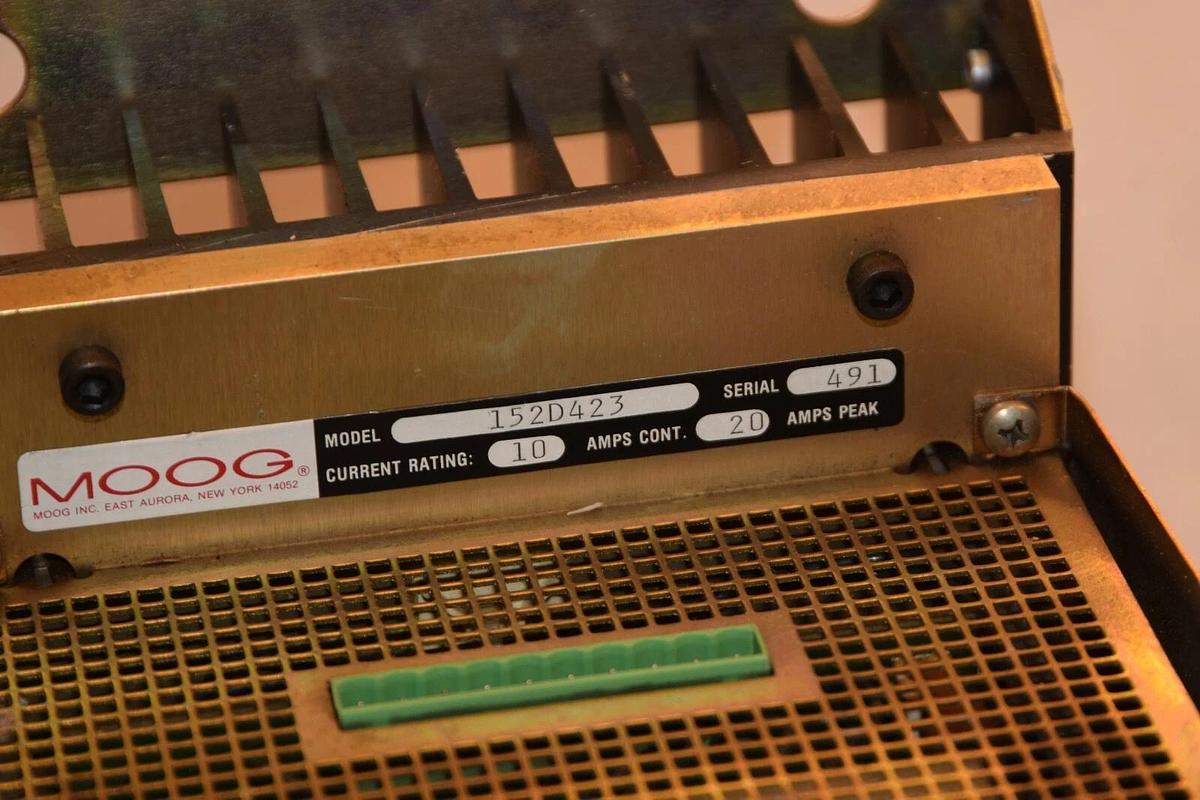 MOOG®
MOOG INC. EAST AURORA, NEW YORK 14052
MODEL 152D423 SERIAL 491
CURRENT RATING: 10 AMPS CONT. 20 AMPS PEAK